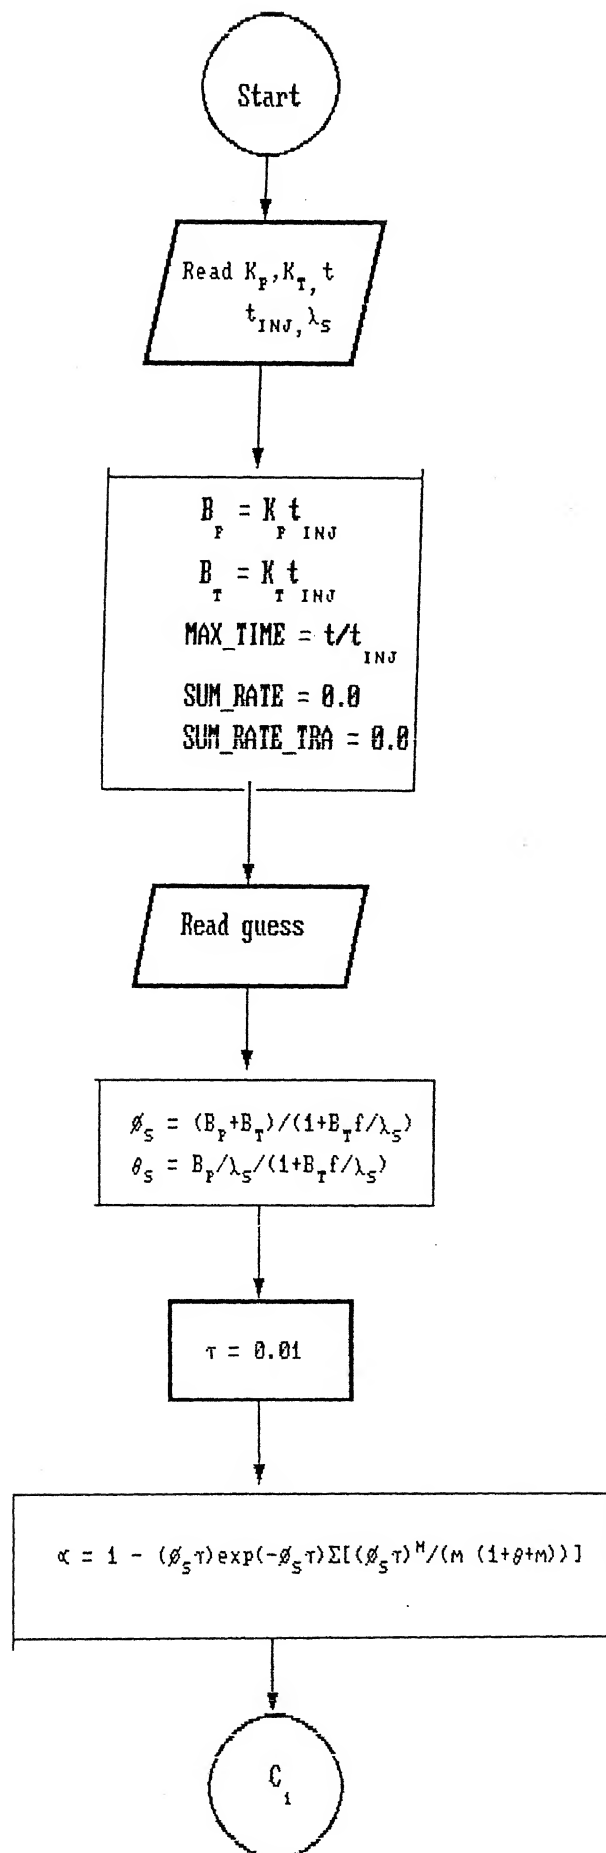 Start
Read K_P, K_T, t
t_INJ, λ_S
B_P = K_P t_INJ
B_T = K_T t_INJ
MAX_TIME = t/t_INJ
SUM_RATE = 0.0
SUM_RATE_TRA = 0.0
Read guess
ø_S = (B_P+B_T)/(1+B_T f/λ_S)
θ_S = B_P/λ_S/(1+B_T f/λ_S)
τ = 0.01
α = 1 - (ø_S τ)exp(-ø_S τ)Σ[(ø_S τ)^M/(m (1+θ+m))]
C_1